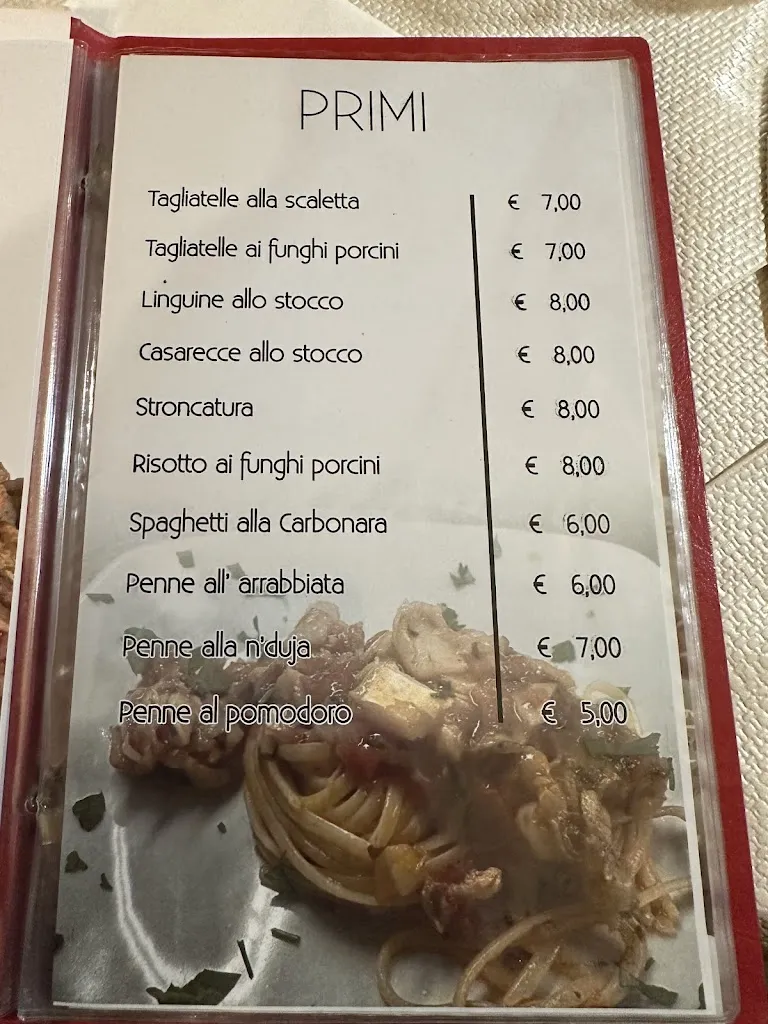 PRIMI
Tagliatelle alla scaletta € 7,00
Tagliatelle ai funghi porcini € 7,00
Linguine allo stocco € 8,00
Casarecce allo stocco € 8,00
Stroncatura € 8,00
Risotto ai funghi porcini € 8,00
Spaghetti alla Carbonara € 6,00
Penne all' arrabbiata € 6,00
Penne alla n'duja € 7,00
Penne al pomodoro € 5,00